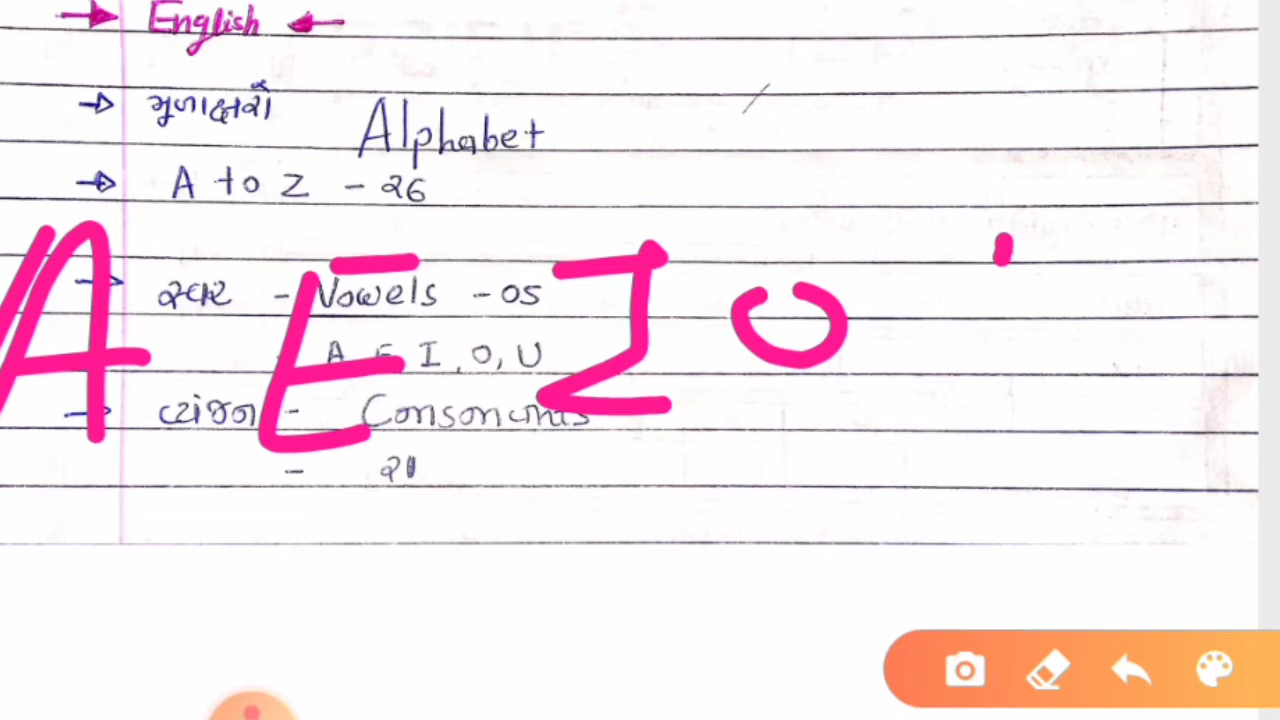 English
મૂળાક્ષરો Alphabet
A to Z - 26
સ્વર - Vowels - 05
A E I O
- A, E, I, O, U
વ્યંજન - Consonants
- 21